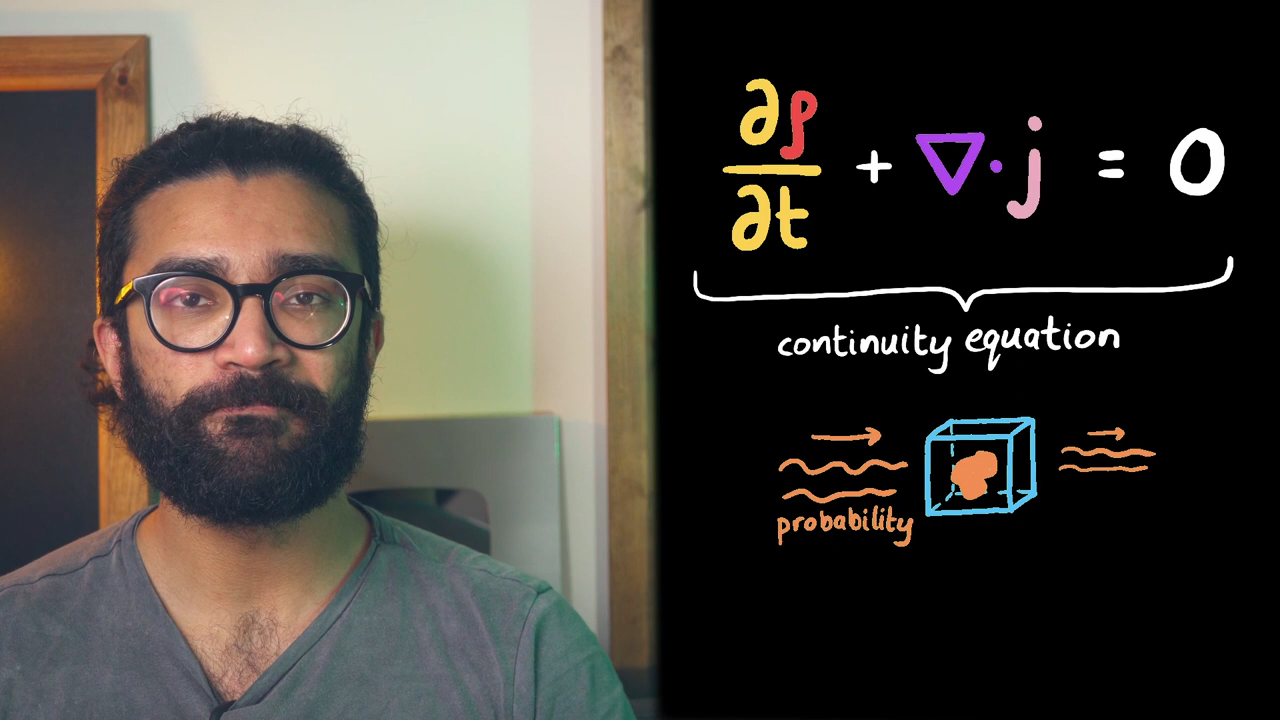 ∂ρ/∂t + ∇·j = 0
continuity equation
probability